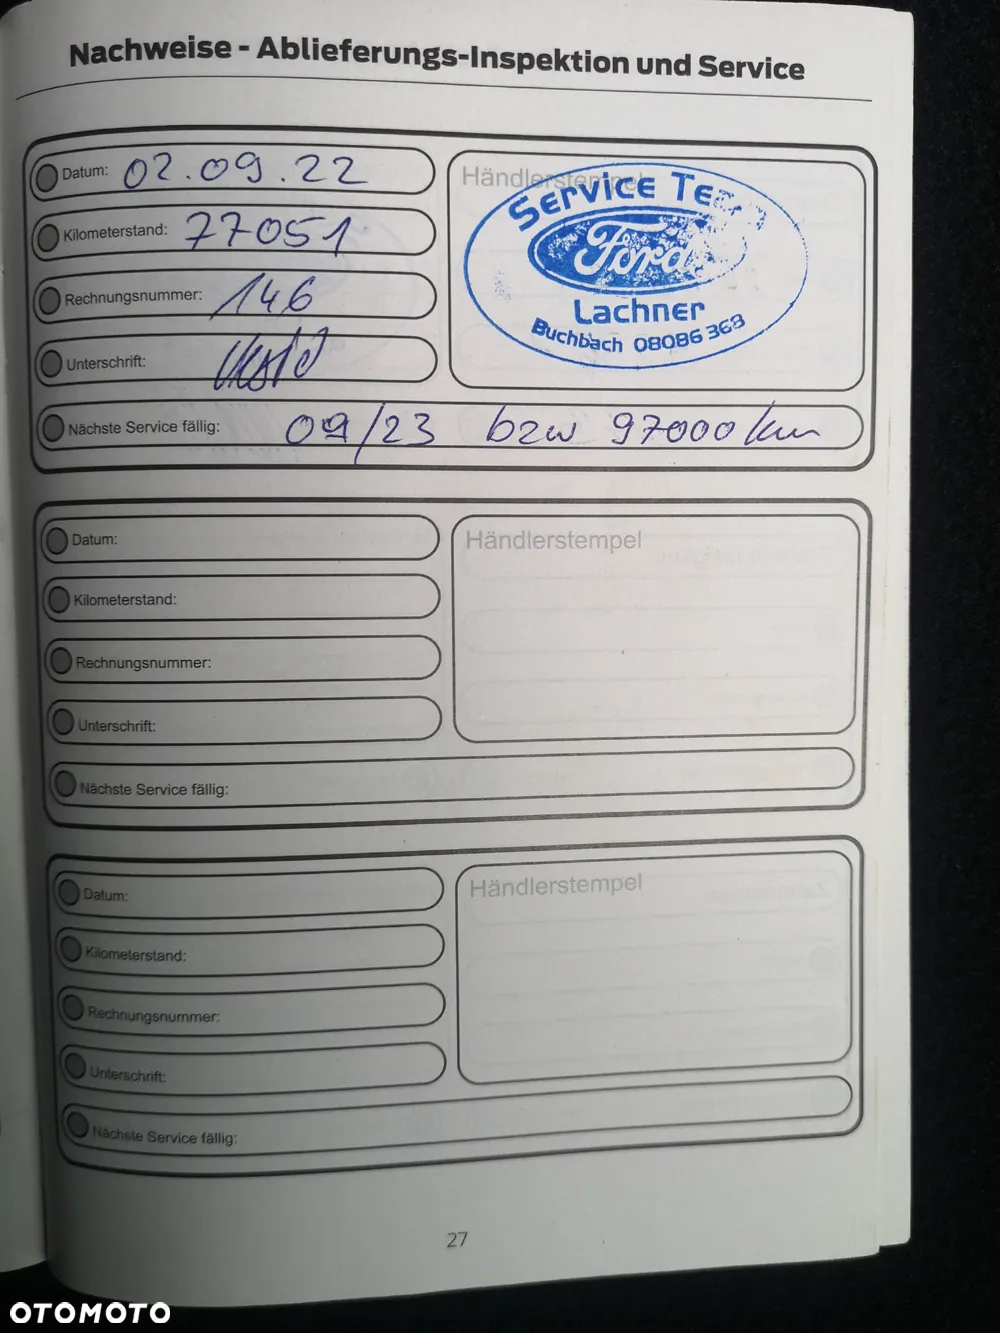 Nachweise - Ablieferungs-Inspektion und Service
Datum: 02.09.22
Kilometerstand: 77051
Rechnungsnummer: 146
Unterschrift:
Händlerstempel
Service Te
Ford
Lachner
Buchbach 08086 368
Nächste Service fällig: 09/23 bzw 97000 km
Datum:
Kilometerstand:
Rechnungsnummer:
Unterschrift:
Händlerstempel
Nächste Service fällig:
Datum:
Kilometerstand:
Rechnungsnummer:
Unterschrift:
Händlerstempel
Nächste Service fällig:
27
OTOMOTO